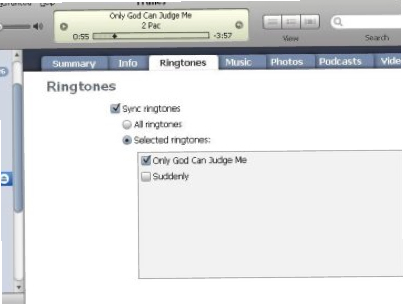 Only God Can Judge Me
2 Pac
0:55 -3:57
View Search
Summary Info Ringtones Music Photos Podcasts
Ringtones
Sync ringtones
All ringtones
Selected ringtones:
Only God Can Judge Me
Suddenly